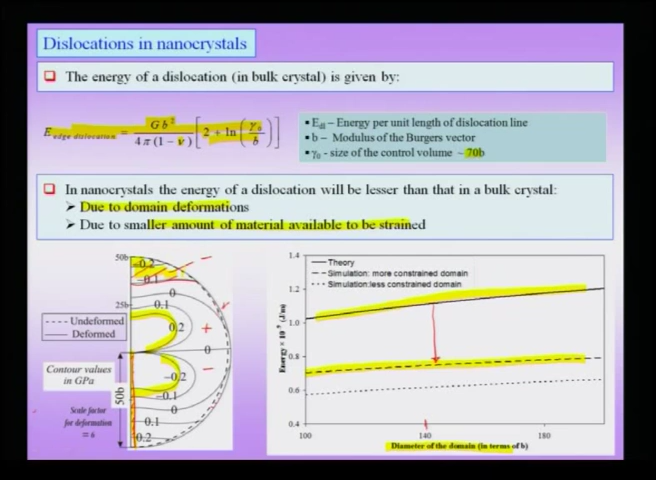 Dislocations in nanocrystals
The energy of a dislocation (in bulk crystal) is given by:
E edge dislocation = Gb² / 4π(1 − ν) [2 + ln(γ₀/b)]
• Edl – Energy per unit length of dislocation line
• b – Modulus of the Burgers vector
• γ₀ - size of the control volume ~ 70b
In nanocrystals the energy of a dislocation will be lesser than that in a bulk crystal:
➢ Due to domain deformations
➢ Due to smaller amount of material available to be strained
50b
25b
50b
-0.2
-0.1
0
0.1
0.2
0
-0.2
-0.1
0
0.1
0.2
+
−
−
Undeformed
Deformed
Contour values
in GPa
Scale factor
for deformation
= 6
Theory
Simulation: more constrained domain
Simulation:less constrained domain
Energy × 10⁻⁹ (J/m)
1.4
1.2
1.0
0.8
0.6
0.4
100
140
180
Diameter of the domain (in terms of b)